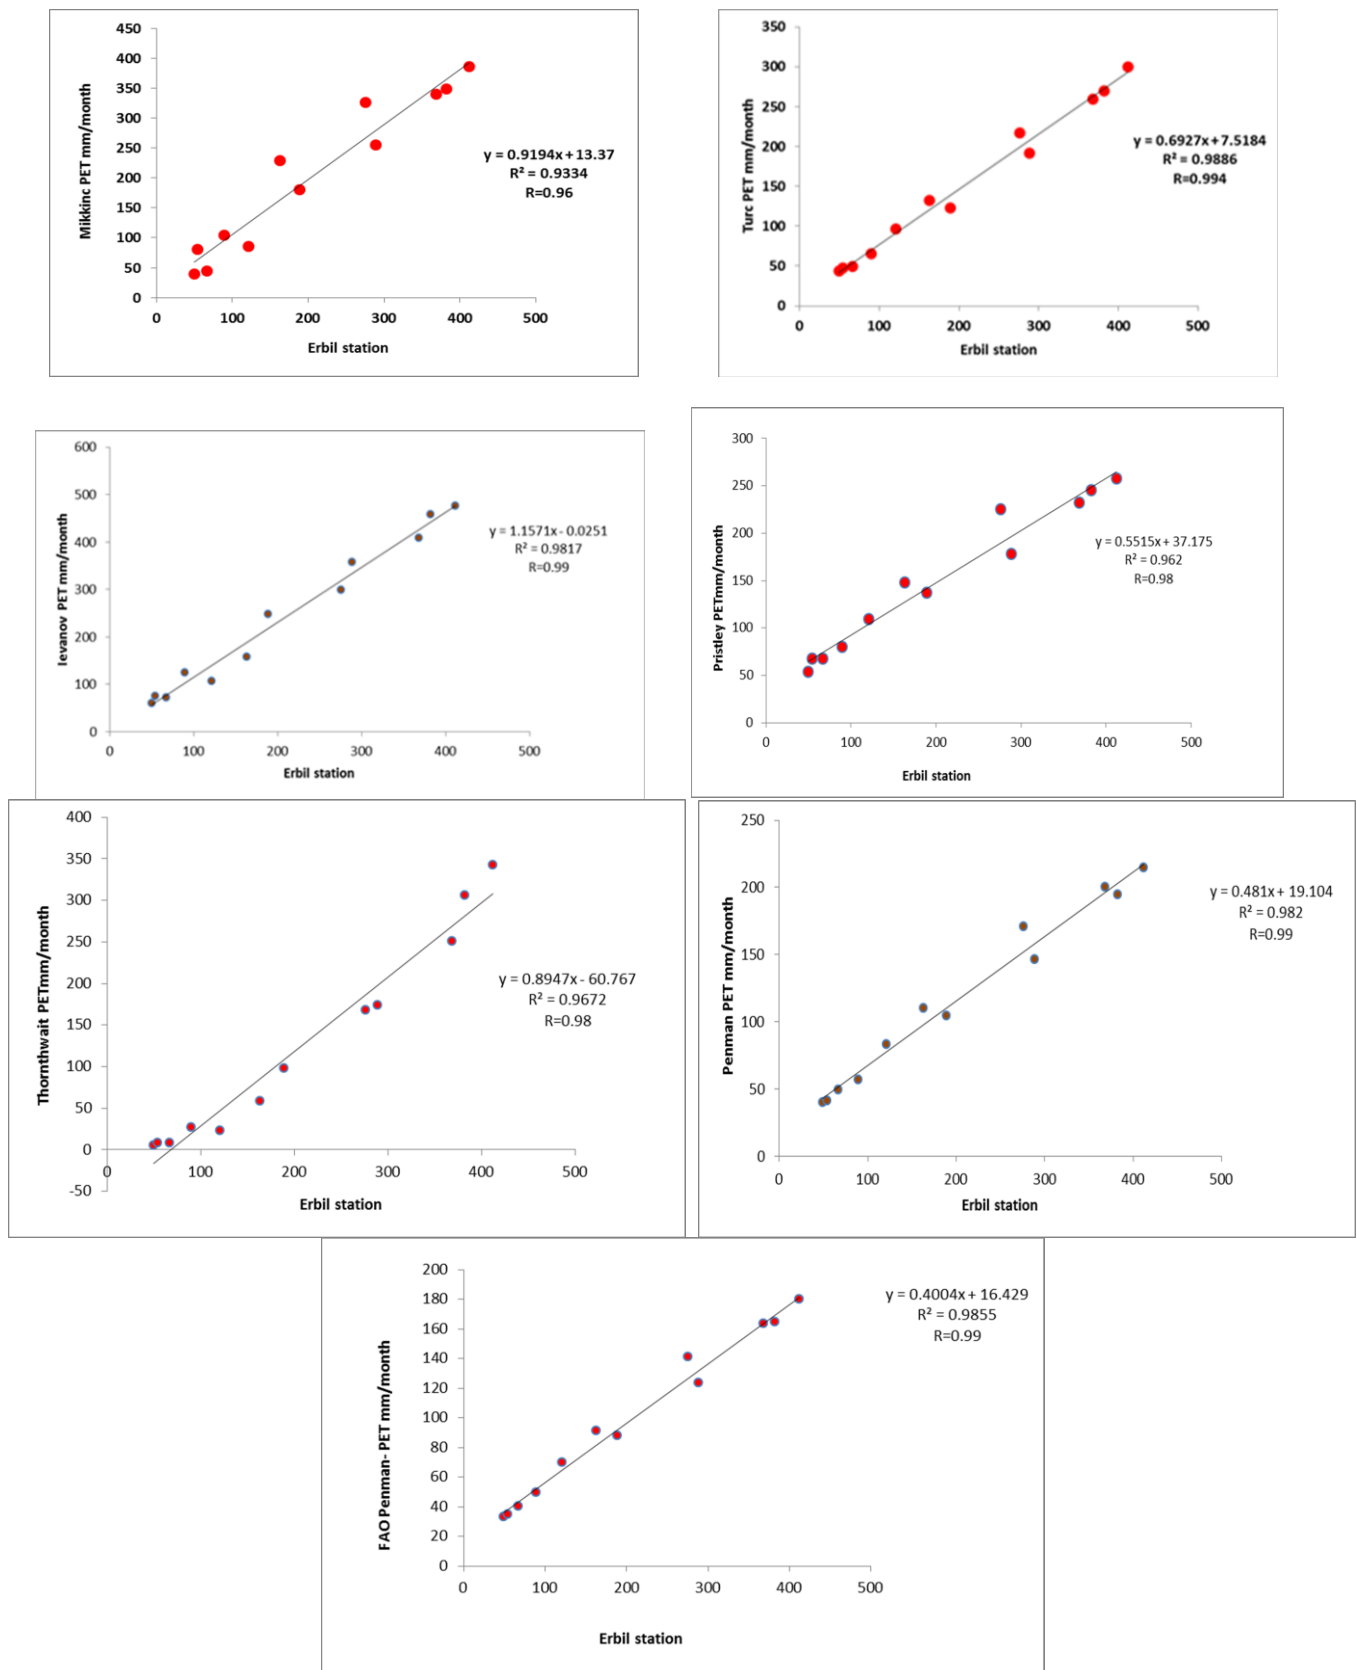 Mikkinc PET mm/month
450
400
350
300
250
200
150
100
50
0
0 100 200 300 400 500
Erbil station
y = 0.9194x + 13.37
R² = 0.9334
R=0.96
Turc PET mm/month
350
300
250
200
150
100
50
0
0 100 200 300 400 500
Erbil station
y = 0.6927x + 7.5184
R² = 0.9886
R=0.994
Ievanov PET mm/month
600
500
400
300
200
100
0
0 100 200 300 400 500
Erbil station
y = 1.1571x - 0.0251
R² = 0.9817
R=0.99
Pristley PETmm/month
300
250
200
150
100
50
0
0 100 200 300 400 500
Erbil station
y = 0.5515x + 37.175
R² = 0.962
R=0.98
Thornthwait PETmm/month
400
350
300
250
200
150
100
50
0
-50
0 100 200 300 400 500
Erbil station
y = 0.8947x - 60.767
R² = 0.9672
R=0.98
Penman PET mm/month
250
200
150
100
50
0
0 100 200 300 400 500
Erbil station
y = 0.481x + 19.104
R² = 0.982
R=0.99
FAO Penman- PET mm/month
200
180
160
140
120
100
80
60
40
20
0
0 100 200 300 400 500
Erbil station
y = 0.4004x + 16.429
R² = 0.9855
R=0.99